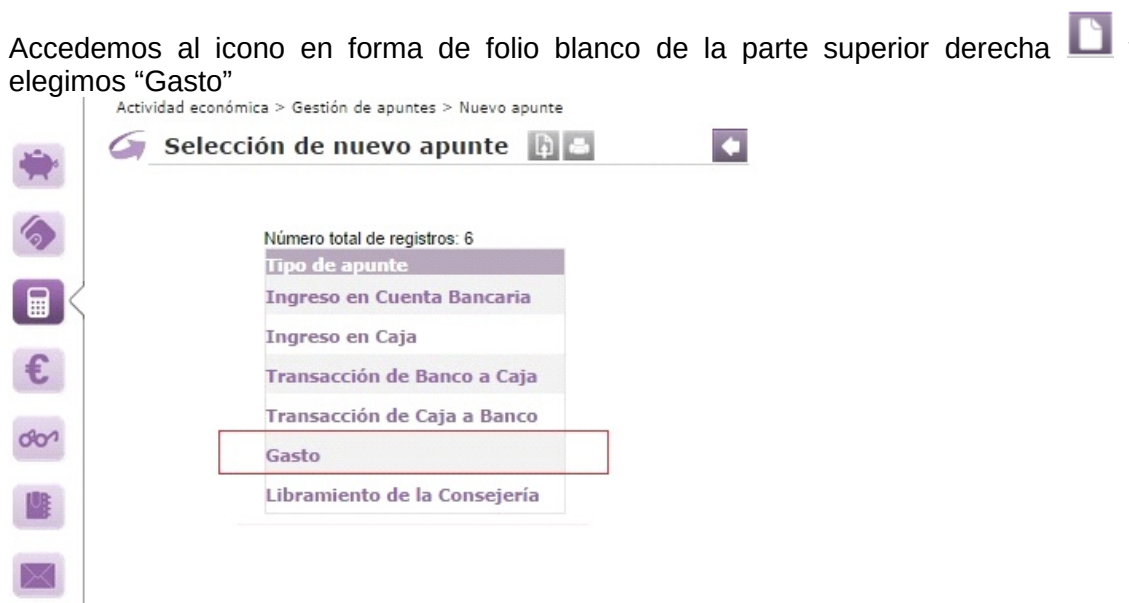 Accedemos al icono en forma de folio blanco de la parte superior derecha
elegimos “Gasto”
Actividad económica > Gestión de apuntes > Nuevo apunte
Selección de nuevo apunte
Número total de registros: 6
Tipo de apunte
Ingreso en Cuenta Bancaria
Ingreso en Caja
Transacción de Banco a Caja
Transacción de Caja a Banco
Gasto
Libramiento de la Consejería